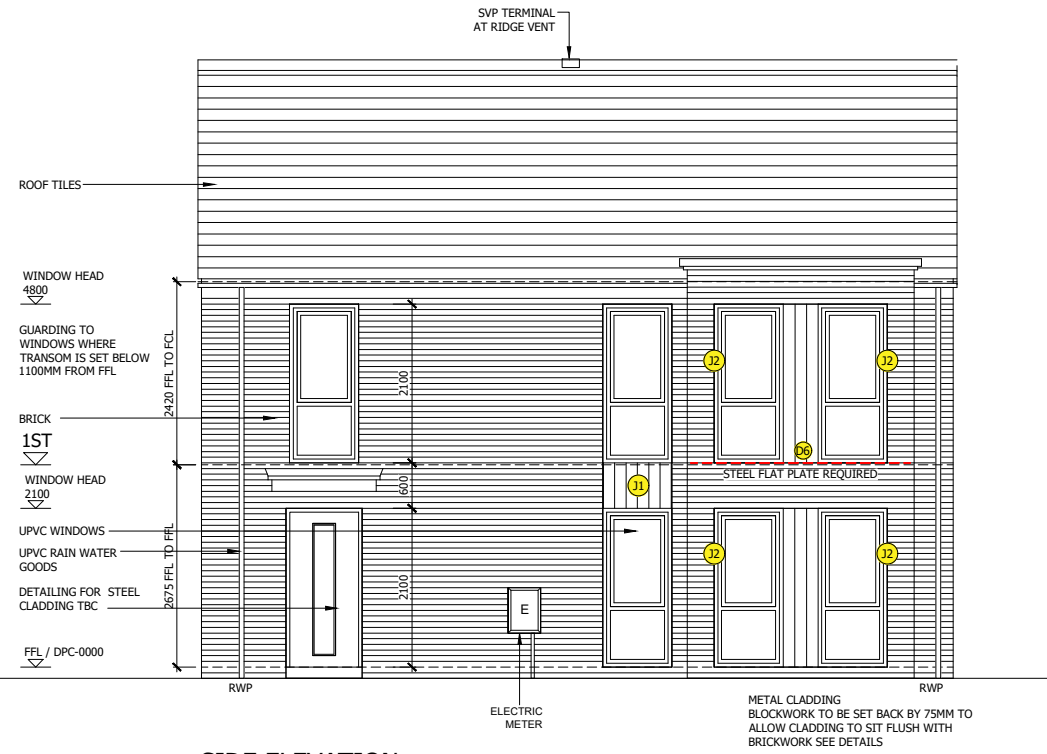 SVP TERMINAL
AT RIDGE VENT
ROOF TILES
WINDOW HEAD
4800
GUARDING TO
WINDOWS WHERE
TRANSOM IS SET BELOW
1100MM FROM FFL
2420 FFL TO FCL
2100
J2
J2
BRICK
1ST
D6
STEEL FLAT PLATE REQUIRED
WINDOW HEAD
2100
600
J1
UPVC WINDOWS
UPVC RAIN WATER
GOODS
2675 FFL TO FFL
J2
J2
DETAILING FOR STEEL
CLADDING TBC
2100
E
FFL / DPC-0000
RWP
RWP
ELECTRIC
METER
METAL CLADDING
BLOCKWORK TO BE SET BACK BY 75MM TO
ALLOW CLADDING TO SIT FLUSH WITH
BRICKWORK SEE DETAILS
SIDE ELEVATION